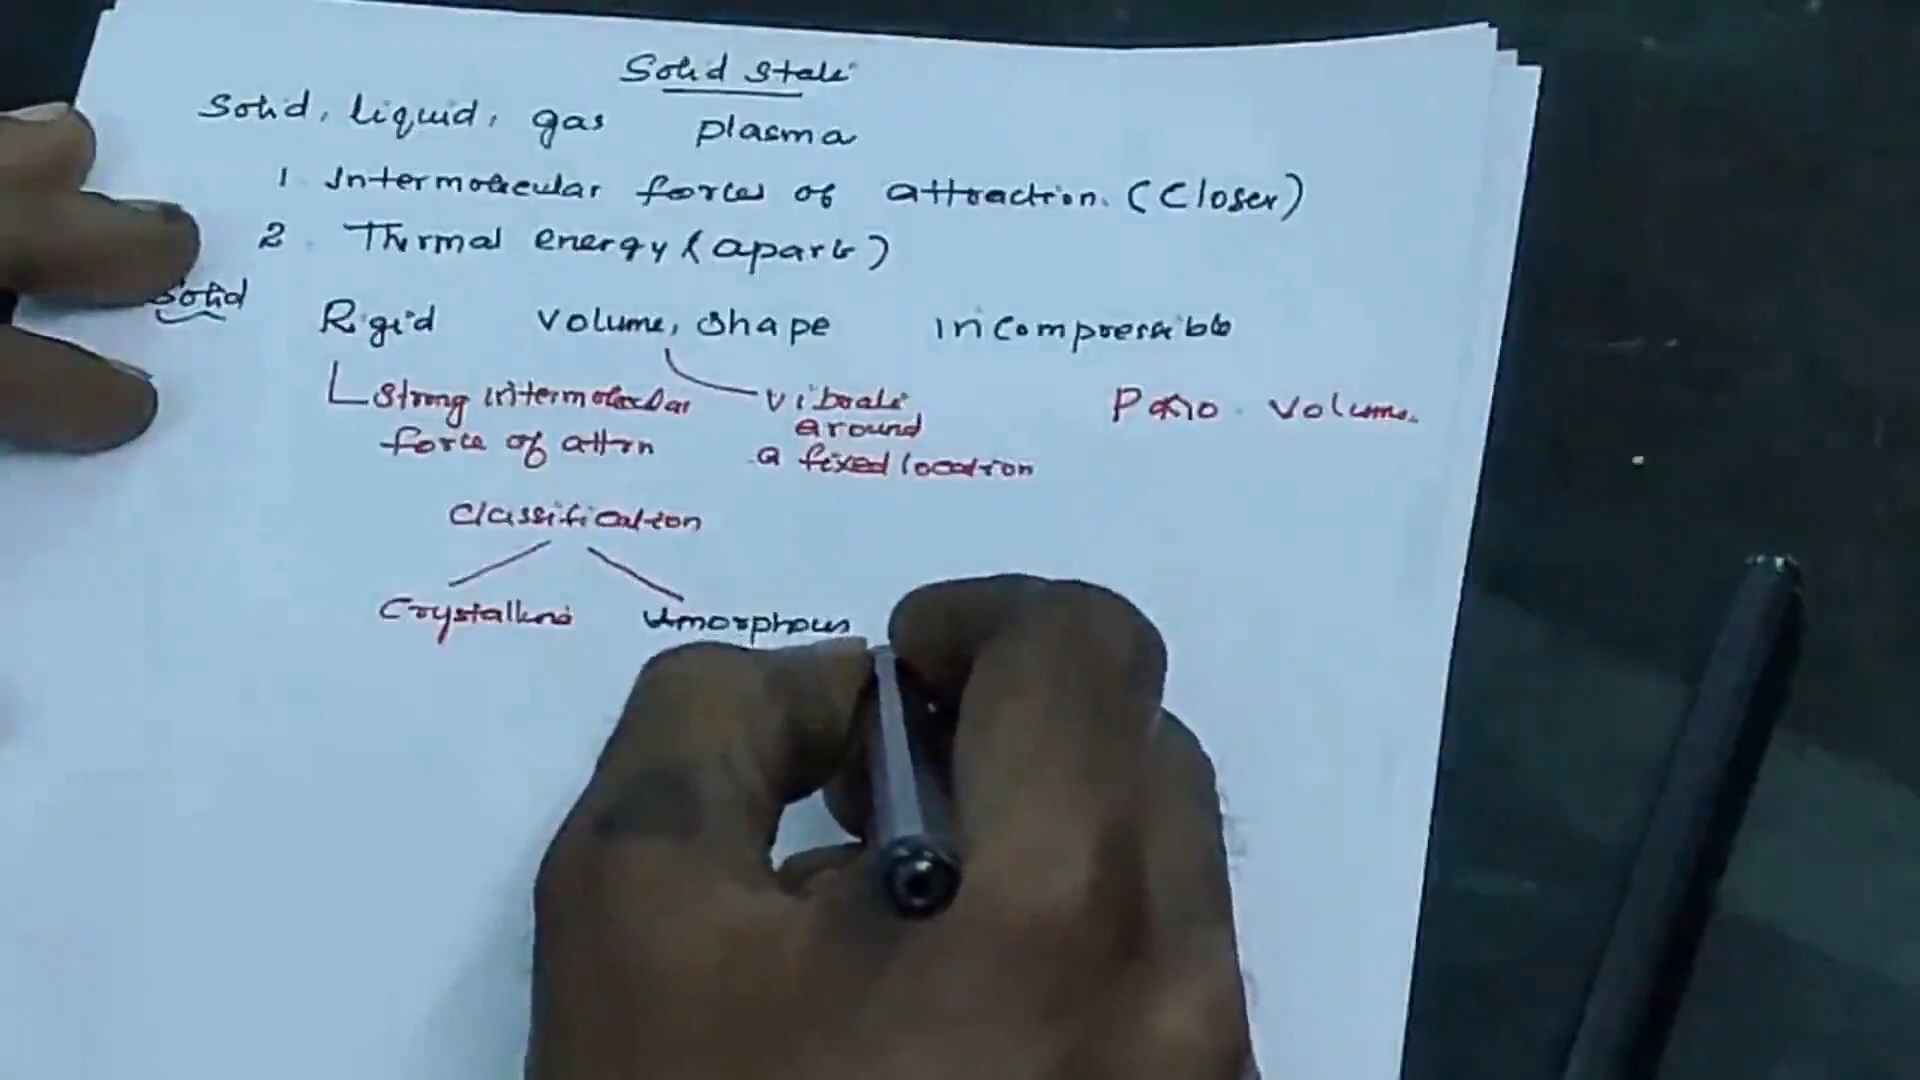 Solid State
Solid, liquid, gas plasma
1. Intermolecular forces of attraction. (Closer)
2. Thermal energy (apart)
Solid
Rigid Volume, Shape incompressible
Strong intermolecular vibrate Volume.
force of attrn around
a fixed location
Classification
Crystalline Amorphous